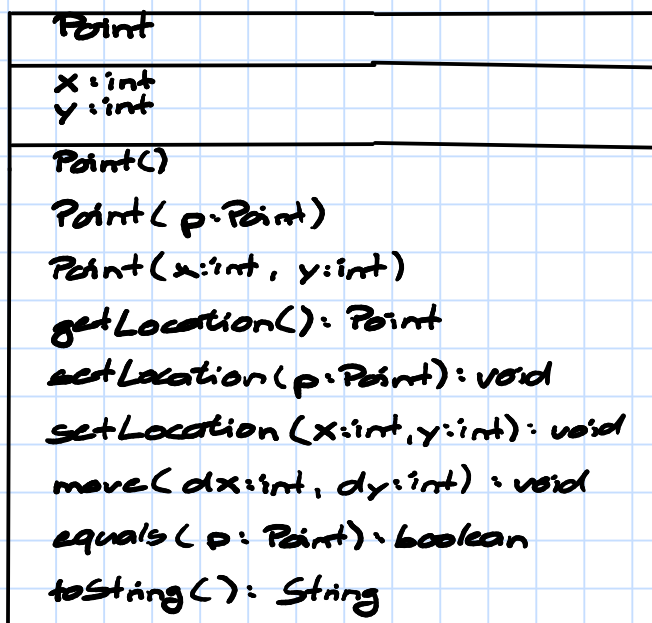 Point
x : int
y : int
Point()
Point( p: Point)
Point(x:int, y:int)
getLocation(): Point
setLocation(p: Point): void
setLocation(x:int,y:int): void
move( dx:int, dy:int) : void
equals( p: Point): boolean
toString(): String